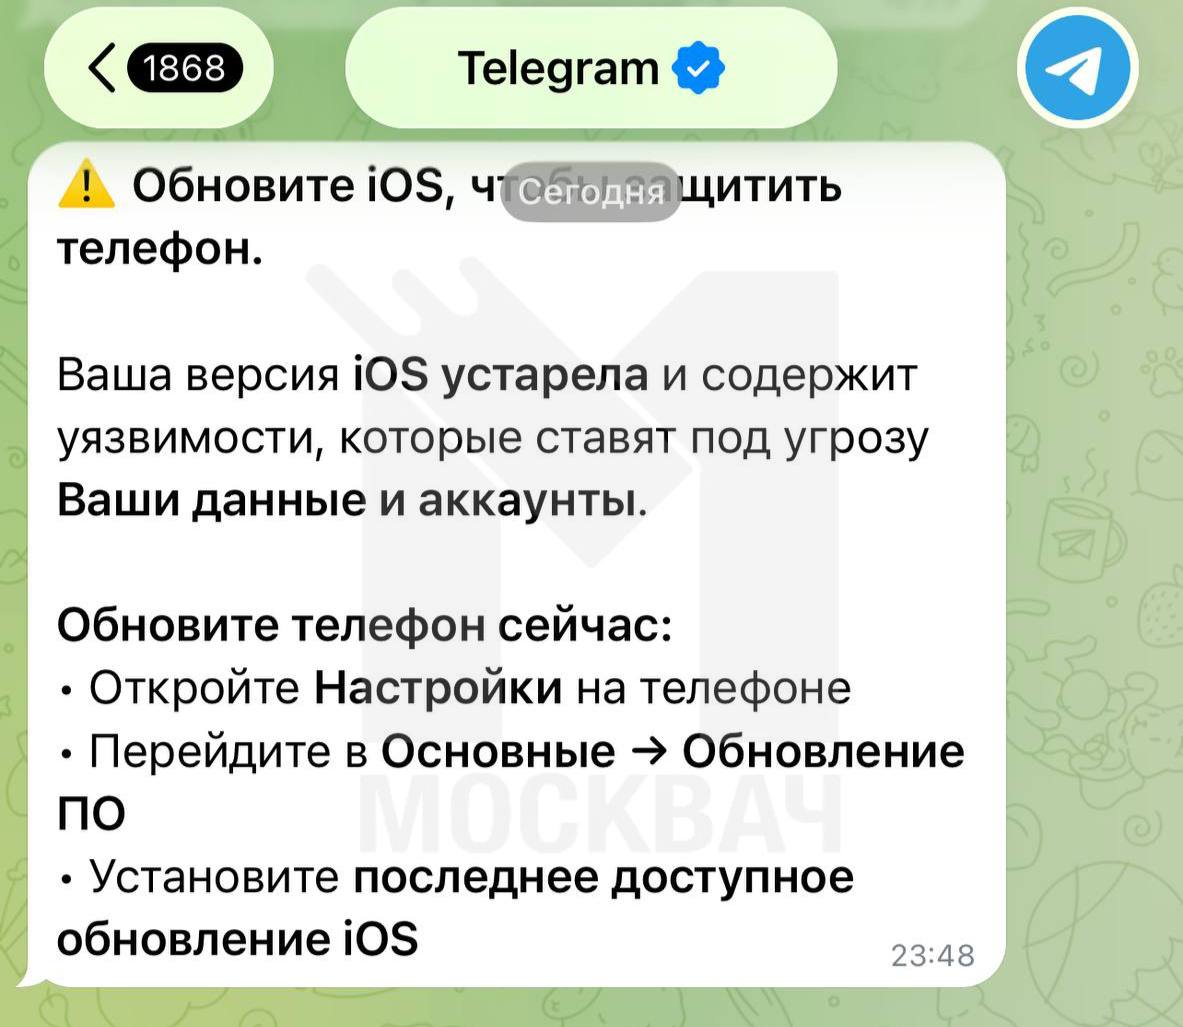 1868
Telegram
Сегодня
⚠️ Обновите iOS, чтобы защитить
телефон.
Ваша версия iOS устарела и содержит
уязвимости, которые ставят под угрозу
Ваши данные и аккаунты.
Обновите телефон сейчас:
• Откройте Настройки на телефоне
• Перейдите в Основные → Обновление
ПО
• Установите последнее доступное
обновление iOS
23:48
МОСКВАЧ